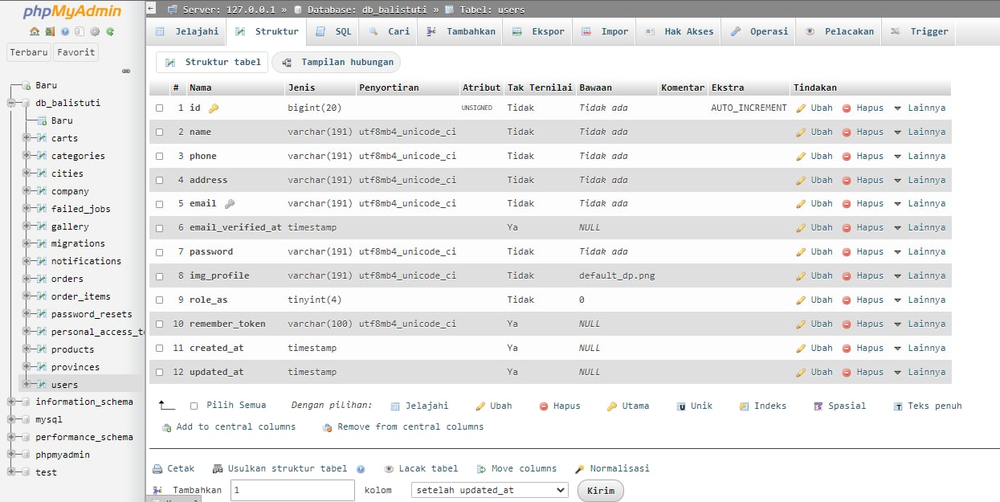 phpMyAdmin
Terbaru Favorit
Baru
db_balistuti
Baru
carts
categories
cities
company
failed_jobs
gallery
migrations
notifications
orders
order_items
password_resets
personal_access_t
products
provinces
users
information_schema
mysql
performance_schema
phpmyadmin
test
Server: 127.0.0.1 » Database: db_balistuti » Tabel: users
Jelajahi Struktur SQL Cari Tambahkan Ekspor Impor Hak Akses Operasi Pelacakan Trigger
Struktur tabel Tampilan hubungan
# Nama Jenis Penyortiran Atribut Tak Ternilai Bawaan Komentar Ekstra Tindakan
1 id bigint(20) UNSIGNED Tidak Tidak ada AUTO_INCREMENT Ubah Hapus Lainnya
2 name varchar(191) utf8mb4_unicode_ci Tidak Tidak ada Ubah Hapus Lainnya
3 phone varchar(191) utf8mb4_unicode_ci Tidak Tidak ada Ubah Hapus Lainnya
4 address varchar(191) utf8mb4_unicode_ci Tidak Tidak ada Ubah Hapus Lainnya
5 email varchar(191) utf8mb4_unicode_ci Tidak Tidak ada Ubah Hapus Lainnya
6 email_verified_at timestamp Ya NULL Ubah Hapus Lainnya
7 password varchar(191) utf8mb4_unicode_ci Tidak Tidak ada Ubah Hapus Lainnya
8 img_profile varchar(191) utf8mb4_unicode_ci Tidak default_dp.png Ubah Hapus Lainnya
9 role_as tinyint(4) Tidak 0 Ubah Hapus Lainnya
10 remember_token varchar(100) utf8mb4_unicode_ci Ya NULL Ubah Hapus Lainnya
11 created_at timestamp Ya NULL Ubah Hapus Lainnya
12 updated_at timestamp Ya NULL Ubah Hapus Lainnya
Pilih Semua Dengan pilihan: Jelajahi Ubah Hapus Utama Unik Indeks Spasial Teks penuh
Add to central columns Remove from central columns
Cetak Usulkan struktur tabel Lacak tabel Move columns Normalisasi
Tambahkan 1 kolom setelah updated_at Kirim